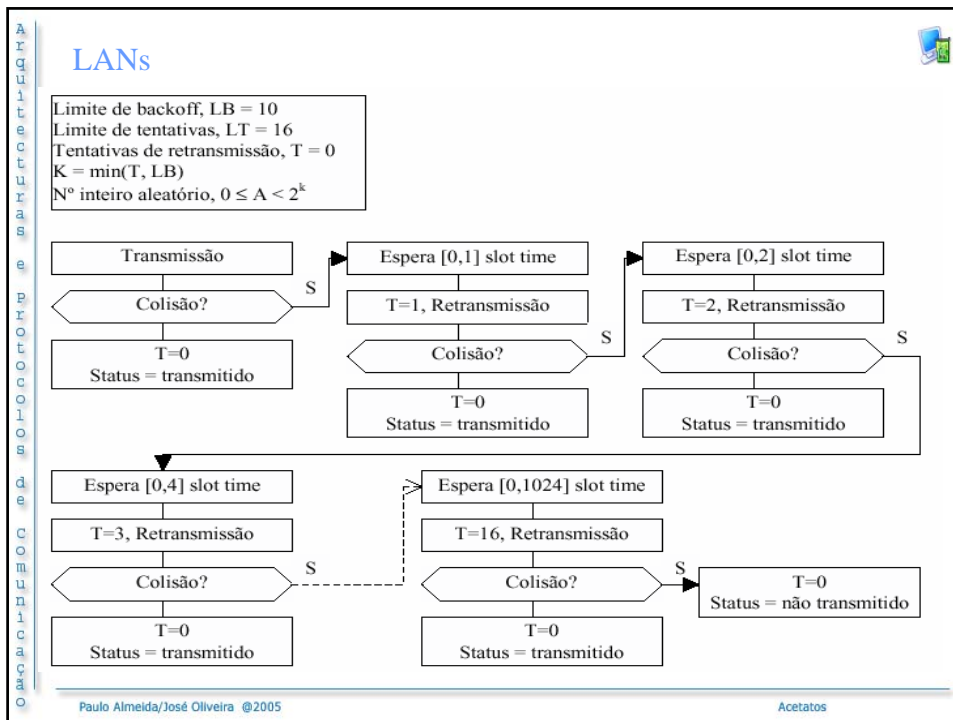 Arquitecturas e Protocolos de Comunicação
LANs
Limite de backoff, LB = 10
Limite de tentativas, LT = 16
Tentativas de retransmissão, T = 0
K = min(T, LB)
Nº inteiro aleatório, 0 ≤ A < 2^k
Transmissão
Colisão?
S
T=0
Status = transmitido
Espera [0,1] slot time
T=1, Retransmissão
Colisão?
S
T=0
Status = transmitido
Espera [0,2] slot time
T=2, Retransmissão
Colisão?
S
T=0
Status = transmitido
Espera [0,4] slot time
T=3, Retransmissão
Colisão?
S
T=0
Status = transmitido
Espera [0,1024] slot time
T=16, Retransmissão
Colisão?
S
T=0
Status = transmitido
T=0
Status = não transmitido
Paulo Almeida/José Oliveira @2005
Acetatos